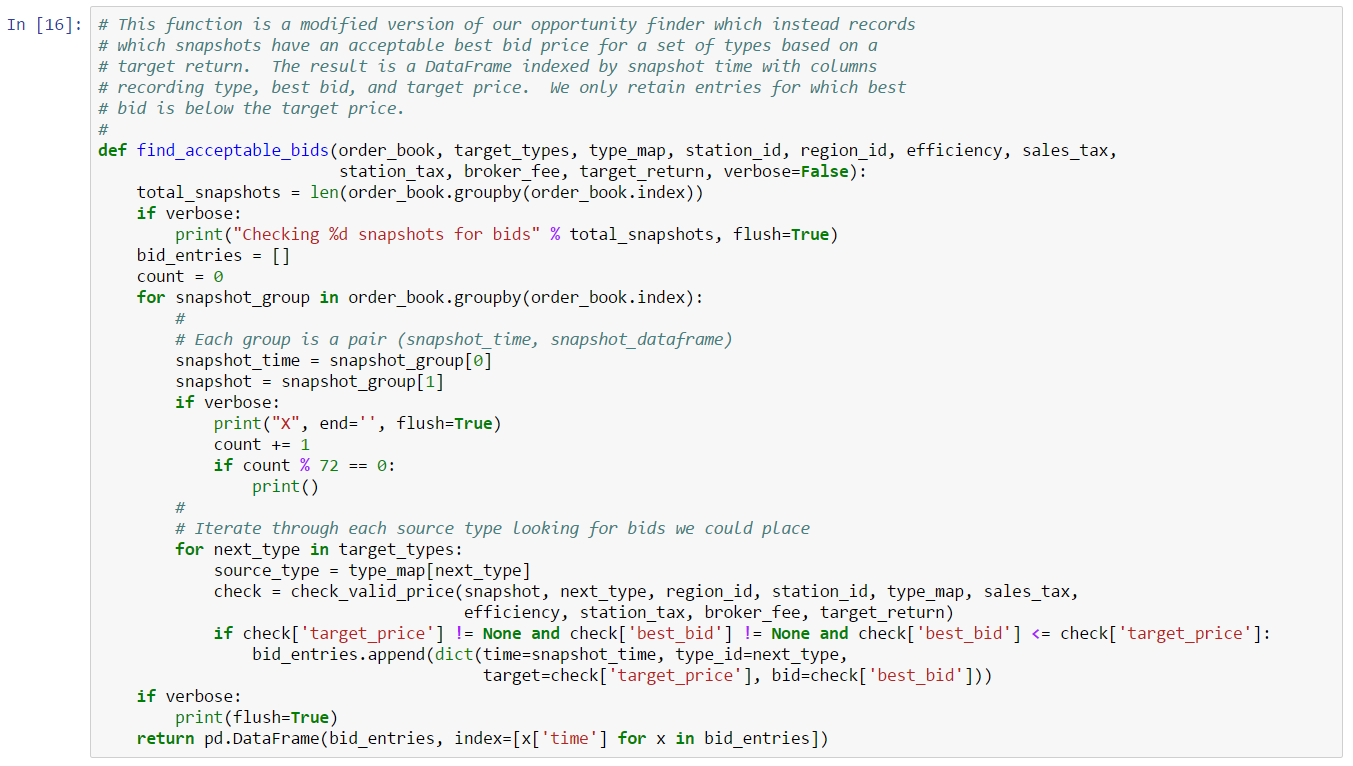 In [16]: # This function is a modified version of our opportunity finder which instead records
# which snapshots have an acceptable best bid price for a set of types based on a
# target return.  The result is a DataFrame indexed by snapshot time with columns
# recording type, best bid, and target price.  We only retain entries for which best
# bid is below the target price.
#
def find_acceptable_bids(order_book, target_types, type_map, station_id, region_id, efficiency, sales_tax,
                         station_tax, broker_fee, target_return, verbose=False):
    total_snapshots = len(order_book.groupby(order_book.index))
    if verbose:
        print("Checking %d snapshots for bids" % total_snapshots, flush=True)
    bid_entries = []
    count = 0
    for snapshot_group in order_book.groupby(order_book.index):
        #
        # Each group is a pair (snapshot_time, snapshot_dataframe)
        snapshot_time = snapshot_group[0]
        snapshot = snapshot_group[1]
        if verbose:
            print("X", end='', flush=True)
            count += 1
            if count % 72 == 0:
                print()
        #
        # Iterate through each source type looking for bids we could place
        for next_type in target_types:
            source_type = type_map[next_type]
            check = check_valid_price(snapshot, next_type, region_id, station_id, type_map, sales_tax,
                                      efficiency, station_tax, broker_fee, target_return)
            if check['target_price'] != None and check['best_bid'] != None and check['best_bid'] <= check['target_price']:
                bid_entries.append(dict(time=snapshot_time, type_id=next_type,
                                        target=check['target_price'], bid=check['best_bid']))
    if verbose:
        print(flush=True)
    return pd.DataFrame(bid_entries, index=[x['time'] for x in bid_entries])